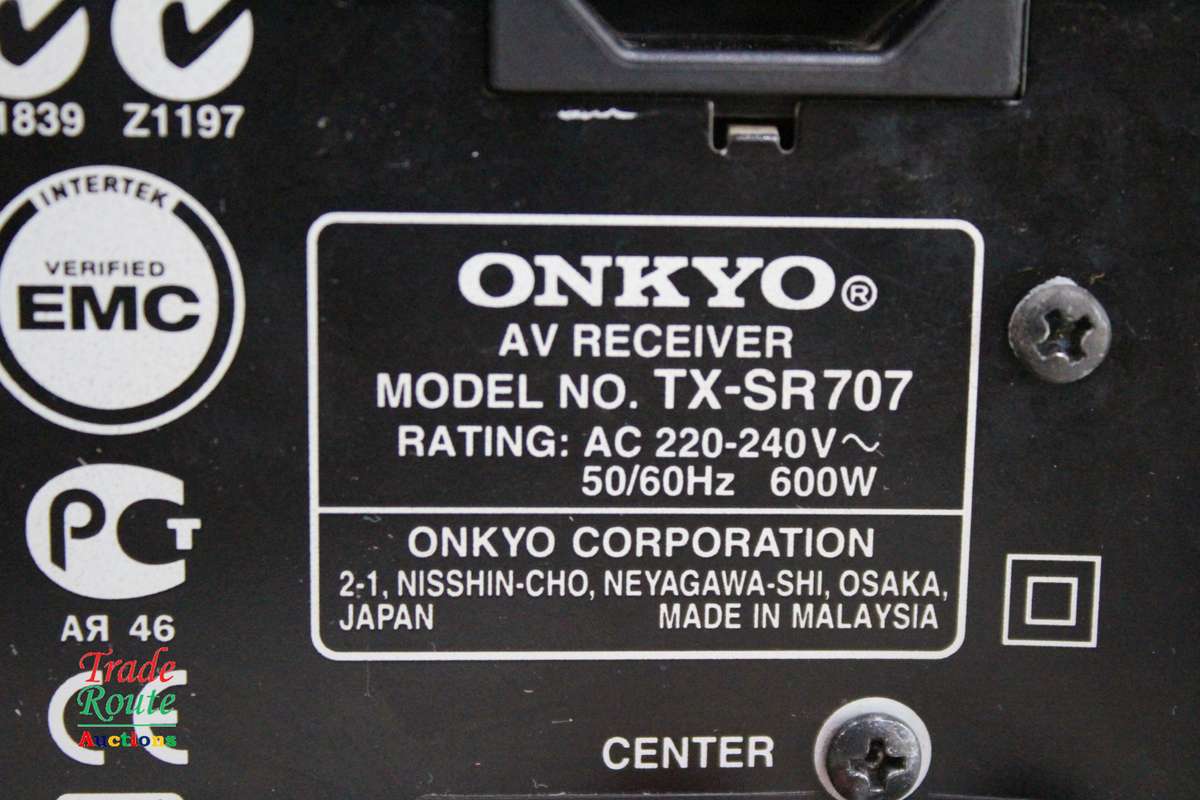 1839 Z1197
INTERTEK
VERIFIED
EMC
PCT
АЯ 46
Trade
Route
Auctions
CE
ONKYO®
AV RECEIVER
MODEL NO. TX-SR707
RATING: AC 220-240V～
50/60Hz 600W
ONKYO CORPORATION
2-1, NISSHIN-CHO, NEYAGAWA-SHI, OSAKA,
JAPAN MADE IN MALAYSIA
CENTER